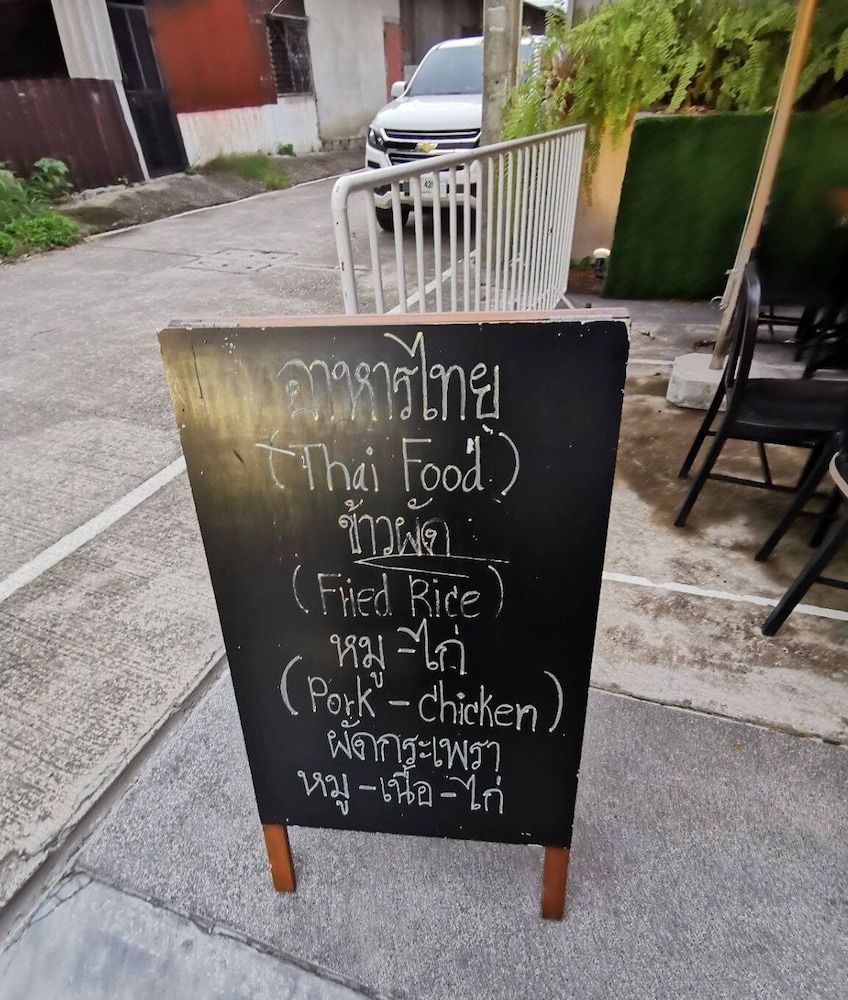 อาหารไทย
(Thai Food)
ข้าวผัด
(Fried Rice)
หมู - ไก่
(Pork - chicken)
ผัดกระเพรา
หมู - เนื้อ - ไก่